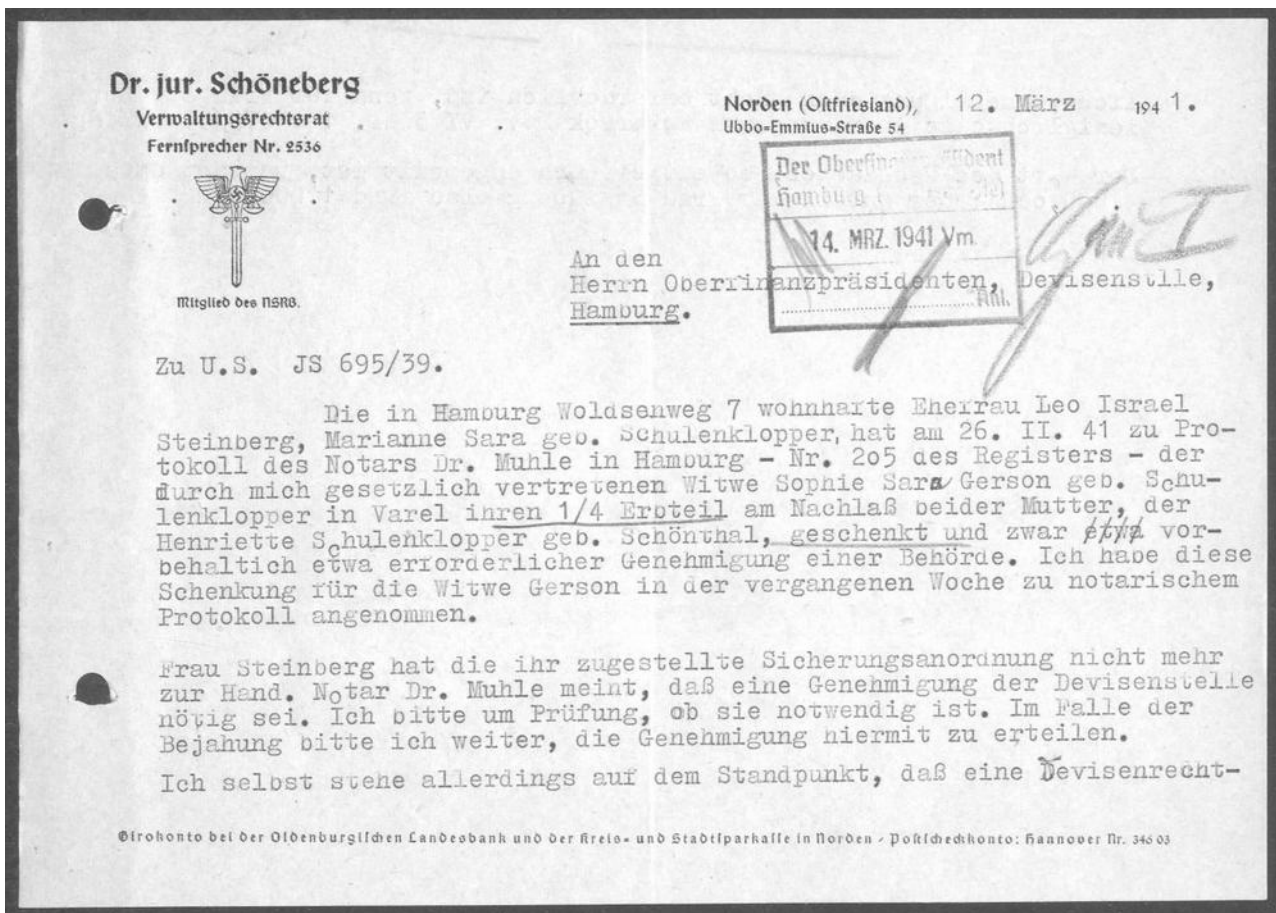 Dr. jur. Schöneberg
Verwaltungsrechtsrat
Fernsprecher Nr. 2536
Mitglied des NSRB.
Norden (Ostfriesland), 12. März 1941.
Ubbo-Emmius-Straße 54
Der Oberfinanzpräsident
Hamburg
14. MRZ. 1941 Vm.
Anl.
An den
Herrn Oberfinanzpräsidenten, Devisenstlle,
Hamburg.
Zu U.S. JS 695/39.
Die in Hamburg Woldsenweg 7 wohnhafte Ehefrau Leo Israel
Steinberg, Marianne Sara geb. Schulenklopper, hat am 26. II. 41 zu Pro-
tokoll des Notars Dr. Muhle in Hamburg - Nr. 2o5 des Registers - der
durch mich gesetzlich vertretenen Witwe Sophie Sara Gerson geb. Schu-
lenklopper in Varel ihren 1/4 Erbteil am Nachlaß beider Mutter, der
Henriette Schulenklopper geb. Schönthal, geschenkt und zwar vor-
behaltich etwa erforderlicher Genehmigung einer Behörde. Ich habe diese
Schenkung für die Witwe Gerson in der vergangenen Woche zu notarischem
Protokoll angenommen.
Frau Steinberg hat die ihr zugestellte Sicherungsanordnung nicht mehr
zur Hand. Notar Dr. Muhle meint, daß eine Genehmigung der Devisenstelle
nötig sei. Ich bitte um Prüfung, ob sie notwendig ist. Im Falle der
Bejahung bitte ich weiter, die Genehmigung hiermit zu erteilen.
Ich selbst stehe allerdings auf dem Standpunkt, daß eine Devisenrecht-
Girokonto bei der Oldenburgischen Landesbank und der Kreis- und Stadtsparkasse in Norden - Postscheckkonto: Hannover Nr. 346 03